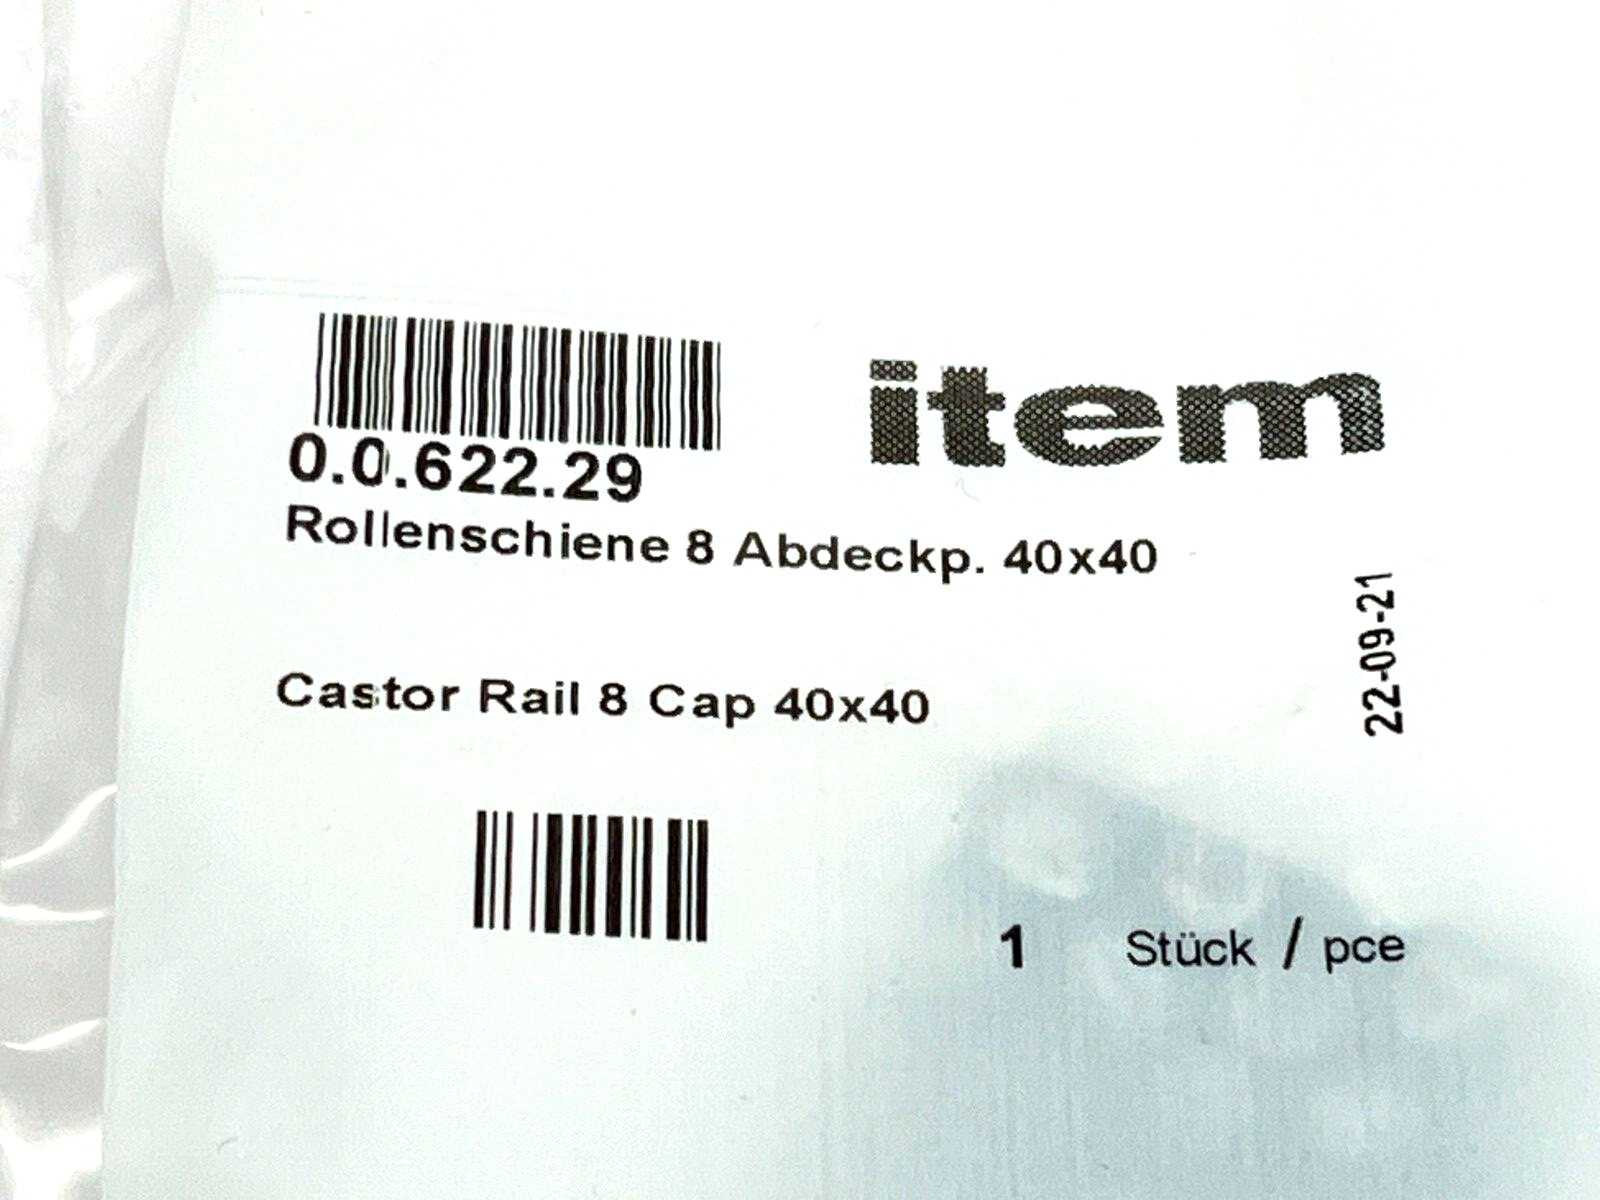 item
0.0.622.29
Rollenschiene 8 Abdeckp. 40x40
22-09-21
Castor Rail 8 Cap 40x40
1 Stück / pce